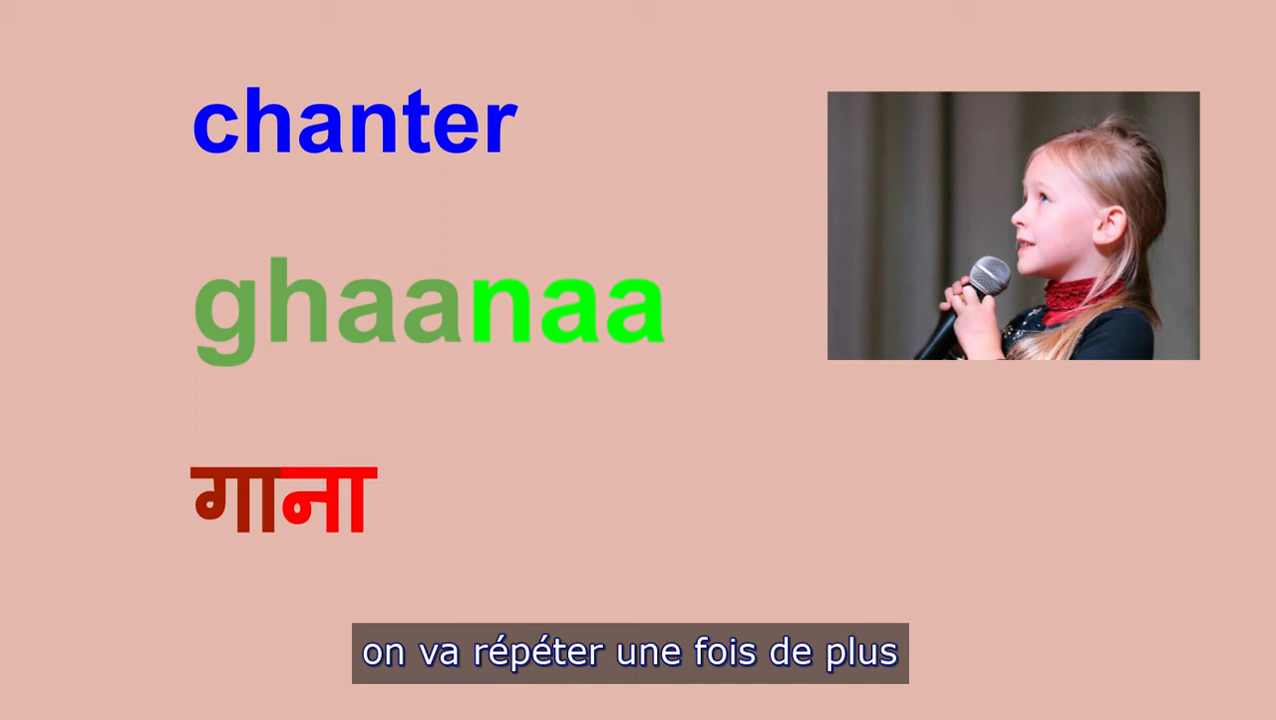 chanter
ghaanaa
गाना
on va répéter une fois de plus